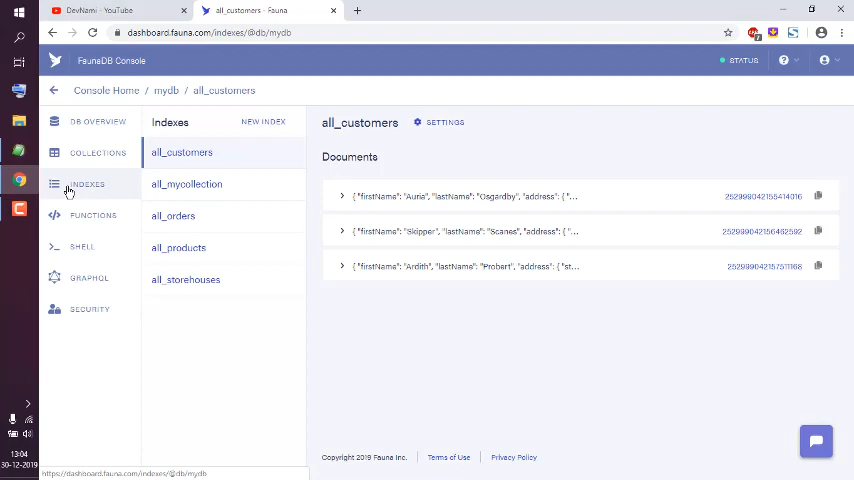 DevNami - YouTube
all_customers - Fauna
dashboard.fauna.com/indexes/@db/mydb
FaunaDB Console
STATUS
Console Home / mydb / all_customers
DB OVERVIEW
COLLECTIONS
INDEXES
FUNCTIONS
SHELL
GRAPHQL
SECURITY
Indexes
NEW INDEX
all_customers
all_mycollection
all_orders
all_products
all_storehouses
all_customers
SETTINGS
Documents
{ "firstName": "Auria", "lastName": "Osgardby", "address": { "...
252999042155414016
{ "firstName": "Skipper", "lastName": "Scanes", "address": { "...
252999042156462592
{ "firstName": "Ardith", "lastName": "Probert", "address": { "st...
252999042157511168
Copyright 2019 Fauna Inc.
Terms of Use
Privacy Policy
https://dashboard.fauna.com/indexes/@db/mydb
13:04
30-12-2019